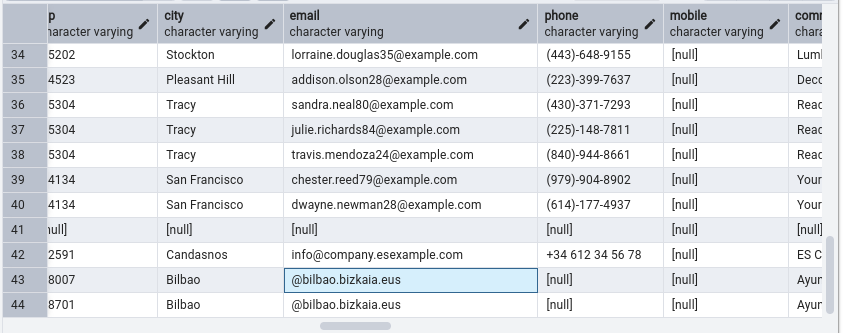 p city email phone mobile com
haracter varying character varying character varying character varying character varying chara
34 5202 Stockton lorraine.douglas35@example.com (443)-648-9155 [null] Lum
35 4523 Pleasant Hill addison.olson28@example.com (223)-399-7637 [null] Deco
36 5304 Tracy sandra.neal80@example.com (430)-371-7293 [null] Reac
37 5304 Tracy julie.richards84@example.com (225)-148-7811 [null] Reac
38 5304 Tracy travis.mendoza24@example.com (840)-944-8661 [null] Reac
39 4134 San Francisco chester.reed79@example.com (979)-904-8902 [null] Your
40 4134 San Francisco dwayne.newman28@example.com (614)-177-4937 [null] Your
41 null] [null] [null] [null] [null] [null]
42 2591 Candasnos info@company.esexample.com +34 612 34 56 78 [null] ES C
43 8007 Bilbao @bilbao.bizkaia.eus [null] [null] Ayun
44 8701 Bilbao @bilbao.bizkaia.eus [null] [null] Ayun